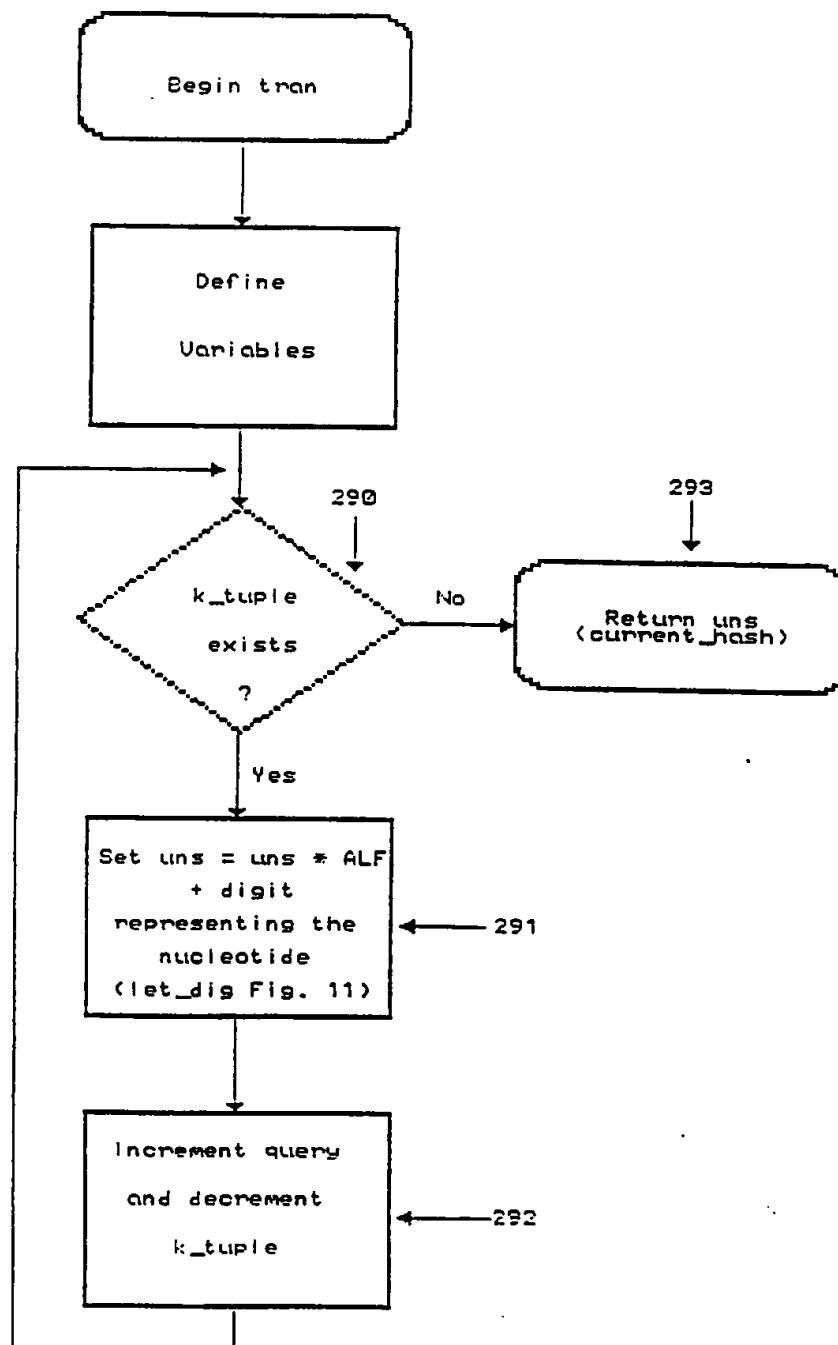 Begin tran
Define
Variables
290
293
k_tuple
exists
?
No
Return uns
(current_hash)
Yes
Set uns = uns * ALF
+ digit
representing the
nucleotide
(let_dig Fig. 11)
291
Increment query
and decrement
k_tuple
292